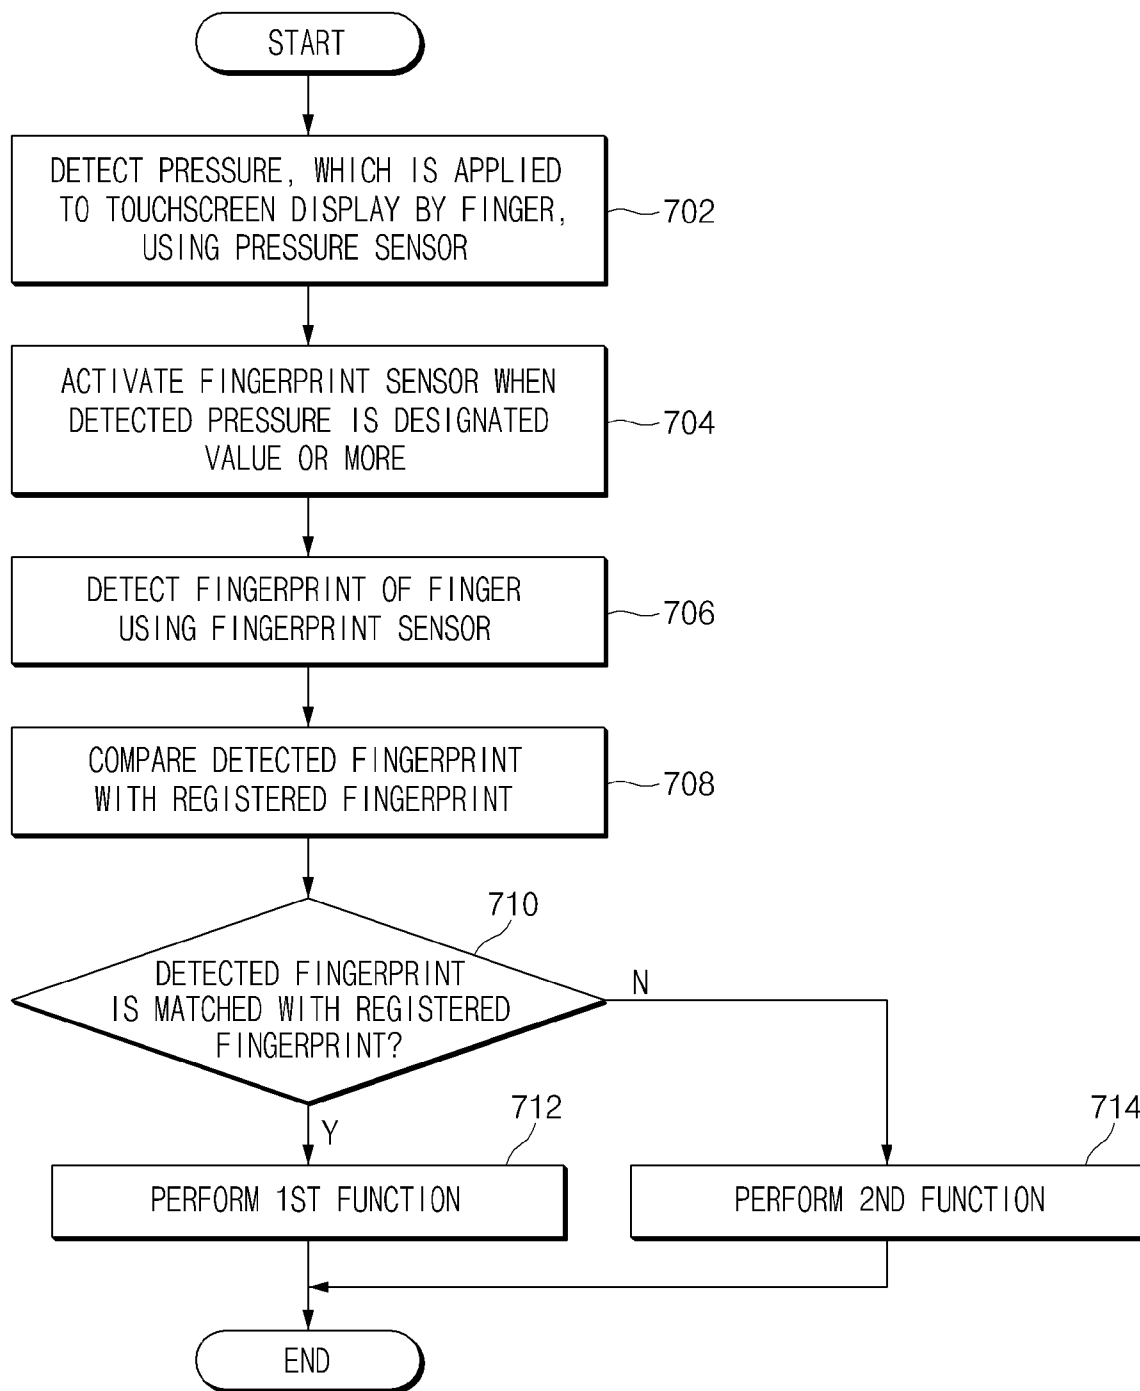 START
DETECT PRESSURE, WHICH IS APPLIED
TO TOUCHSCREEN DISPLAY BY FINGER,
USING PRESSURE SENSOR
702
ACTIVATE FINGERPRINT SENSOR WHEN
DETECTED PRESSURE IS DESIGNATED
VALUE OR MORE
704
DETECT FINGERPRINT OF FINGER
USING FINGERPRINT SENSOR
706
COMPARE DETECTED FINGERPRINT
WITH REGISTERED FINGERPRINT
708
710
DETECTED FINGERPRINT
IS MATCHED WITH REGISTERED
FINGERPRINT?
N
Y
712
PERFORM 1ST FUNCTION
714
PERFORM 2ND FUNCTION
END